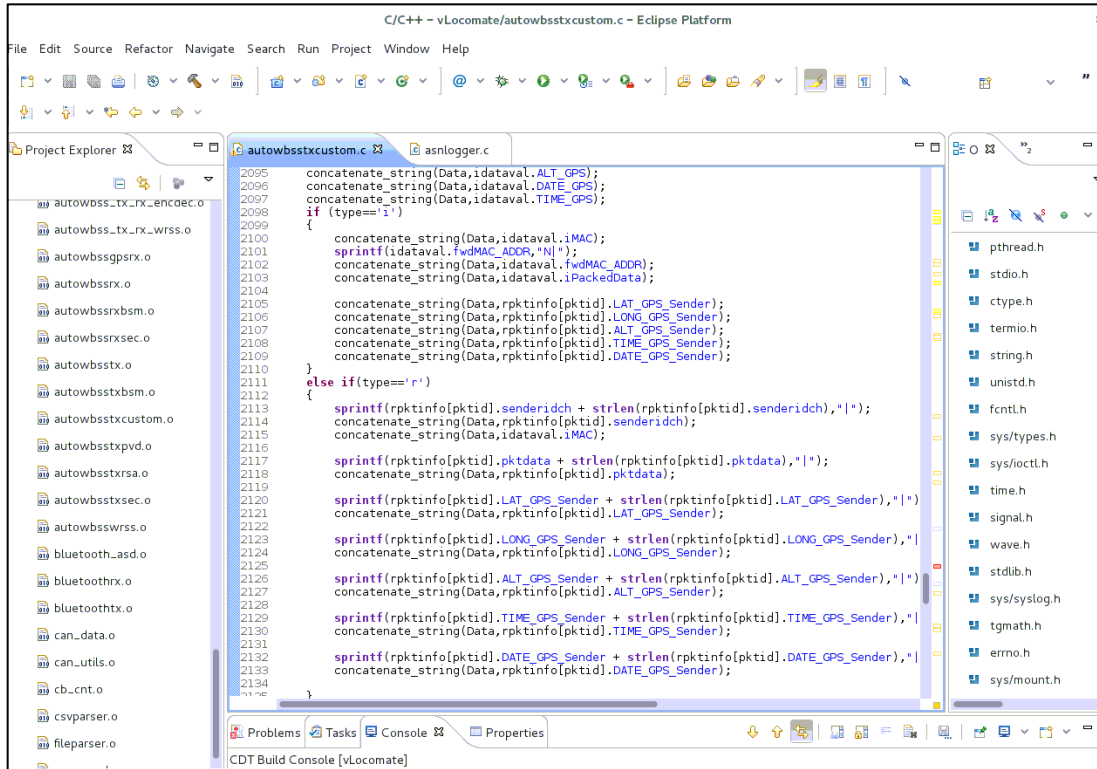 C/C++ – vLocomate/autowbsstxcustom.c – Eclipse Platform
File Edit Source Refactor Navigate Search Run Project Window Help
Project Explorer
autowbss_tx_rx_encdec.o
autowbss_tx_rx_wrss.o
autowbssgpsrx.o
autowbssrx.o
autowbssrxbsm.o
autowbssrxsec.o
autowbsstx.o
autowbsstxbsm.o
autowbsstxcustom.o
autowbsstxpvd.o
autowbsstxrsa.o
autowbsstxsec.o
autowbsswrss.o
bluetooth_asd.o
bluetoothrx.o
bluetoothtx.o
can_data.o
can_utils.o
cb_cnt.o
csvparser.o
fileparser.o
autowbsstxcustom.c asnlogger.c
2095 concatenate_string(Data,idataval.ALT_GPS);
2096 concatenate_string(Data,idataval.DATE_GPS);
2097 concatenate_string(Data,idataval.TIME_GPS);
2098 if (type=='i')
2099 {
2100 concatenate_string(Data,idataval.iMAC);
2101 sprintf(idataval.fwdMAC_ADDR,"N|");
2102 concatenate_string(Data,idataval.fwdMAC_ADDR);
2103 concatenate_string(Data,idataval.iPackedData);
2104
2105 concatenate_string(Data,rpktinfo[pktid].LAT_GPS_Sender);
2106 concatenate_string(Data,rpktinfo[pktid].LONG_GPS_Sender);
2107 concatenate_string(Data,rpktinfo[pktid].ALT_GPS_Sender);
2108 concatenate_string(Data,rpktinfo[pktid].TIME_GPS_Sender);
2109 concatenate_string(Data,rpktinfo[pktid].DATE_GPS_Sender);
2110 }
2111 else if(type=='r')
2112 {
2113 sprintf(rpktinfo[pktid].senderidch + strlen(rpktinfo[pktid].senderidch),"|");
2114 concatenate_string(Data,rpktinfo[pktid].senderidch);
2115 concatenate_string(Data,idataval.iMAC);
2116
2117 sprintf(rpktinfo[pktid].pktdata + strlen(rpktinfo[pktid].pktdata),"|");
2118 concatenate_string(Data,rpktinfo[pktid].pktdata);
2119
2120 sprintf(rpktinfo[pktid].LAT_GPS_Sender + strlen(rpktinfo[pktid].LAT_GPS_Sender),"|")
2121 concatenate_string(Data,rpktinfo[pktid].LAT_GPS_Sender);
2122
2123 sprintf(rpktinfo[pktid].LONG_GPS_Sender + strlen(rpktinfo[pktid].LONG_GPS_Sender),"|
2124 concatenate_string(Data,rpktinfo[pktid].LONG_GPS_Sender);
2125
2126 sprintf(rpktinfo[pktid].ALT_GPS_Sender + strlen(rpktinfo[pktid].ALT_GPS_Sender),"|")
2127 concatenate_string(Data,rpktinfo[pktid].ALT_GPS_Sender);
2128
2129 sprintf(rpktinfo[pktid].TIME_GPS_Sender + strlen(rpktinfo[pktid].TIME_GPS_Sender),"|
2130 concatenate_string(Data,rpktinfo[pktid].TIME_GPS_Sender);
2131
2132 sprintf(rpktinfo[pktid].DATE_GPS_Sender + strlen(rpktinfo[pktid].DATE_GPS_Sender),"|
2133 concatenate_string(Data,rpktinfo[pktid].DATE_GPS_Sender);
2134
2135 }
O »2
pthread.h
stdio.h
ctype.h
termio.h
string.h
unistd.h
fcntl.h
sys/types.h
sys/ioctl.h
time.h
signal.h
wave.h
stdlib.h
sys/syslog.h
tgmath.h
errno.h
sys/mount.h
Problems Tasks Console Properties
CDT Build Console [vLocomate]